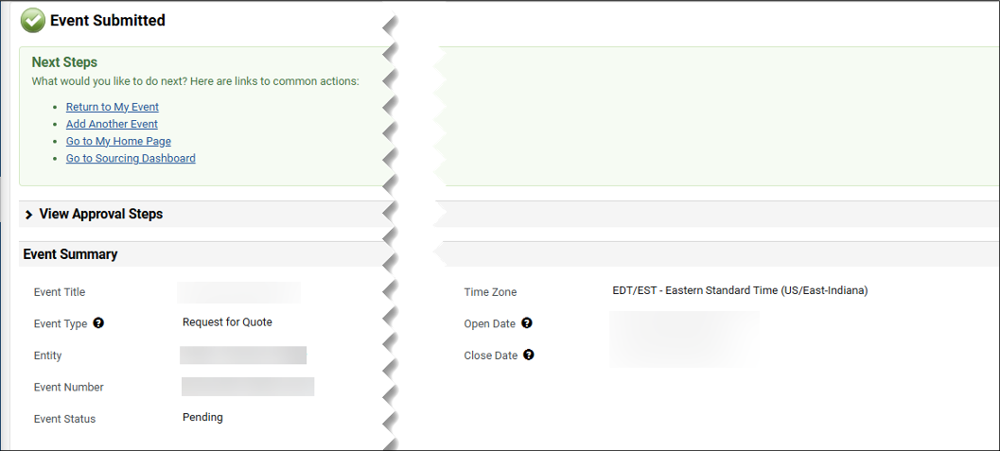 Event Submitted
Next Steps
What would you like to do next? Here are links to common actions:
Return to My Event
Add Another Event
Go to My Home Page
Go to Sourcing Dashboard
View Approval Steps
Event Summary
Event Title
Event Type
Request for Quote
Entity
Event Number
Event Status
Pending
Time Zone
EDT/EST - Eastern Standard Time (US/East-Indiana)
Open Date
Close Date